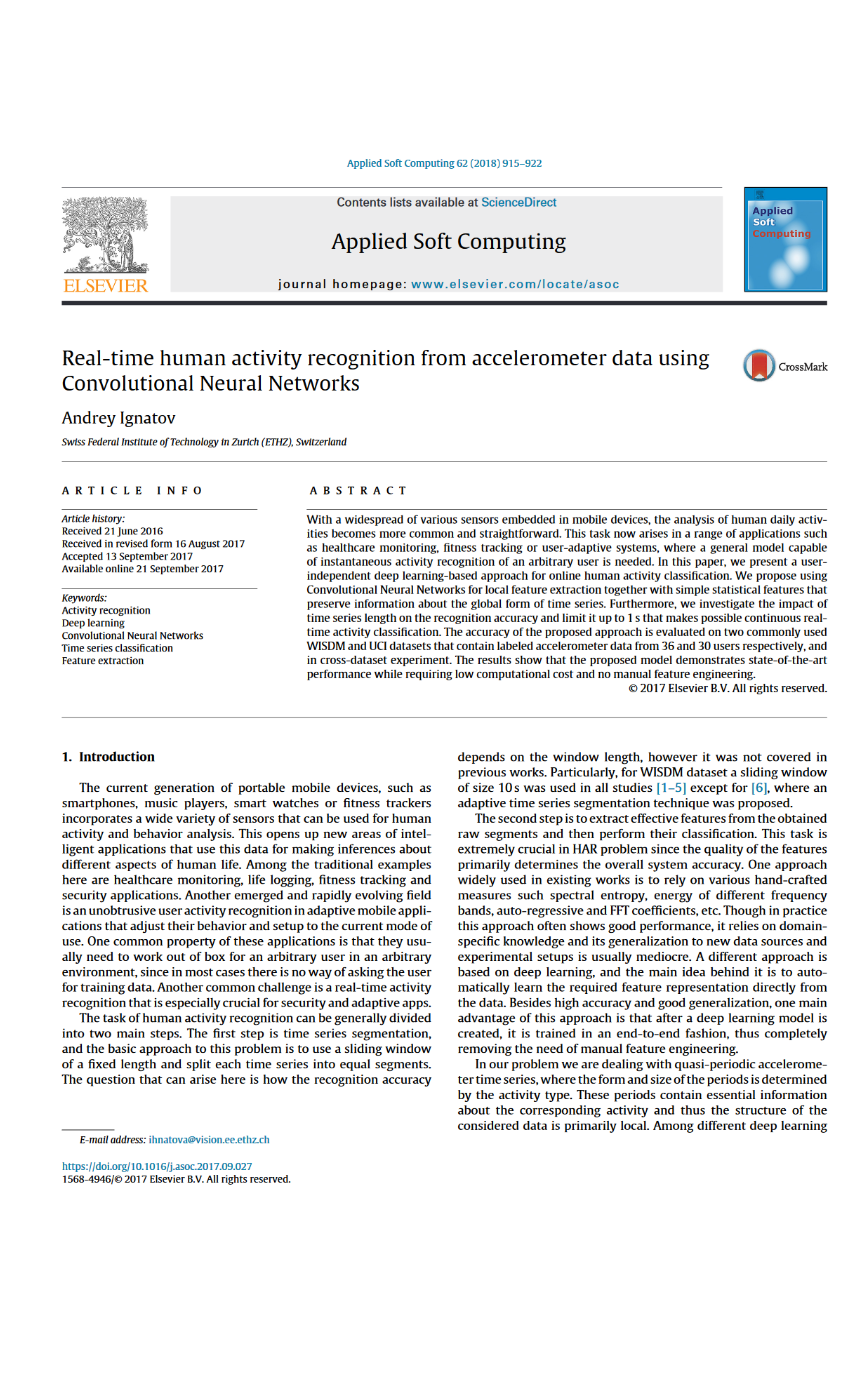 Applied Soft Computing 62 (2018) 915–922
Contents lists available at ScienceDirect
Applied Soft Computing
journal homepage: www.elsevier.com/locate/asoc
ELSEVIER
Applied
Soft
Computing
Real-time human activity recognition from accelerometer data using
Convolutional Neural Networks
CrossMark
Andrey Ignatov
Swiss Federal Institute of Technology in Zurich (ETHZ), Switzerland
ARTICLE INFO
Article history:
Received 21 June 2016
Received in revised form 16 August 2017
Accepted 13 September 2017
Available online 21 September 2017
Keywords:
Activity recognition
Deep learning
Convolutional Neural Networks
Time series classification
Feature extraction
ABSTRACT
With a widespread of various sensors embedded in mobile devices, the analysis of human daily activ-
ities becomes more common and straightforward. This task now arises in a range of applications such
as healthcare monitoring, fitness tracking or user-adaptive systems, where a general model capable
of instantaneous activity recognition of an arbitrary user is needed. In this paper, we present a user-
independent deep learning-based approach for online human activity classification. We propose using
Convolutional Neural Networks for local feature extraction together with simple statistical features that
preserve information about the global form of time series. Furthermore, we investigate the impact of
time series length on the recognition accuracy and limit it up to 1 s that makes possible continuous real-
time activity classification. The accuracy of the proposed approach is evaluated on two commonly used
WISDM and UCI datasets that contain labeled accelerometer data from 36 and 30 users respectively, and
in cross-dataset experiment. The results show that the proposed model demonstrates state-of-the-art
performance while requiring low computational cost and no manual feature engineering.
© 2017 Elsevier B.V. All rights reserved.
1. Introduction
The current generation of portable mobile devices, such as
smartphones, music players, smart watches or fitness trackers
incorporates a wide variety of sensors that can be used for human
activity and behavior analysis. This opens up new areas of intel-
ligent applications that use this data for making inferences about
different aspects of human life. Among the traditional examples
here are healthcare monitoring, life logging, fitness tracking and
security applications. Another emerged and rapidly evolving field
is an unobtrusive user activity recognition in adaptive mobile appli-
cations that adjust their behavior and setup to the current mode of
use. One common property of these applications is that they usu-
ally need to work out of box for an arbitrary user in an arbitrary
environment, since in most cases there is no way of asking the user
for training data. Another common challenge is a real-time activity
recognition that is especially crucial for security and adaptive apps.
The task of human activity recognition can be generally divided
into two main steps. The first step is time series segmentation,
and the basic approach to this problem is to use a sliding window
of a fixed length and split each time series into equal segments.
The question that can arise here is how the recognition accuracy
depends on the window length, however it was not covered in
previous works. Particularly, for WISDM dataset a sliding window
of size 10 s was used in all studies [1–5] except for [6], where an
adaptive time series segmentation technique was proposed.
The second step is to extract effective features from the obtained
raw segments and then perform their classification. This task is
extremely crucial in HAR problem since the quality of the features
primarily determines the overall system accuracy. One approach
widely used in existing works is to rely on various hand-crafted
measures such spectral entropy, energy of different frequency
bands, auto-regressive and FFT coefficients, etc. Though in practice
this approach often shows good performance, it relies on domain-
specific knowledge and its generalization to new data sources and
experimental setups is usually mediocre. A different approach is
based on deep learning, and the main idea behind it is to auto-
matically learn the required feature representation directly from
the data. Besides high accuracy and good generalization, one main
advantage of this approach is that after a deep learning model is
created, it is trained in an end-to-end fashion, thus completely
removing the need of manual feature engineering.
In our problem we are dealing with quasi-periodic accelerome-
ter time series, where the form and size of the periods is determined
by the activity type. These periods contain essential information
about the corresponding activity and thus the structure of the
considered data is primarily local. Among different deep learning
E-mail address: ihnatova@vision.ee.ethz.ch
https://doi.org/10.1016/j.asoc.2017.09.027
1568-4946/© 2017 Elsevier B.V. All rights reserved.